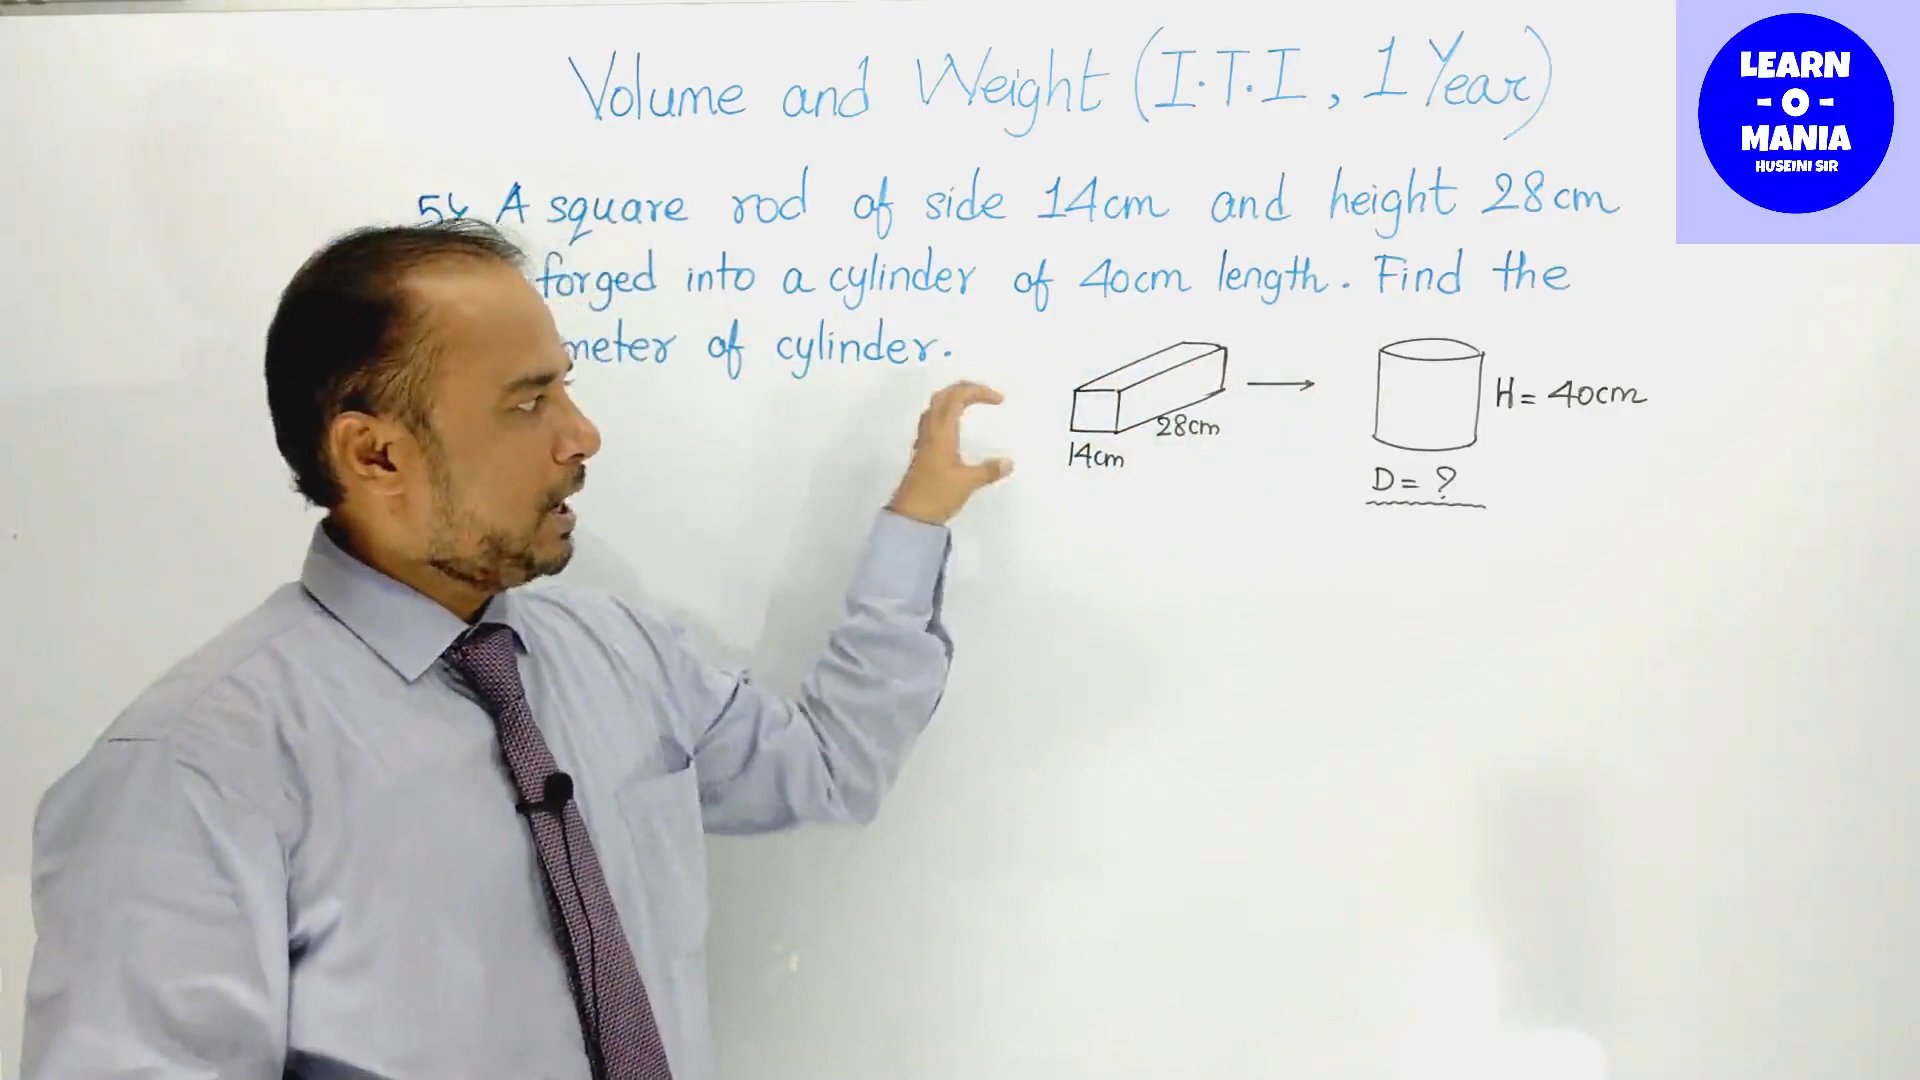 Volume and Weight (I.T.I, 1 Year)
A square rod of side 14cm and height 28cm
forged into a cylinder of 40cm length. Find the
meter of cylinder.
28cm
14cm
H = 40cm
D = ?
LEARN
- O -
MANIA
HUSEINI SIR